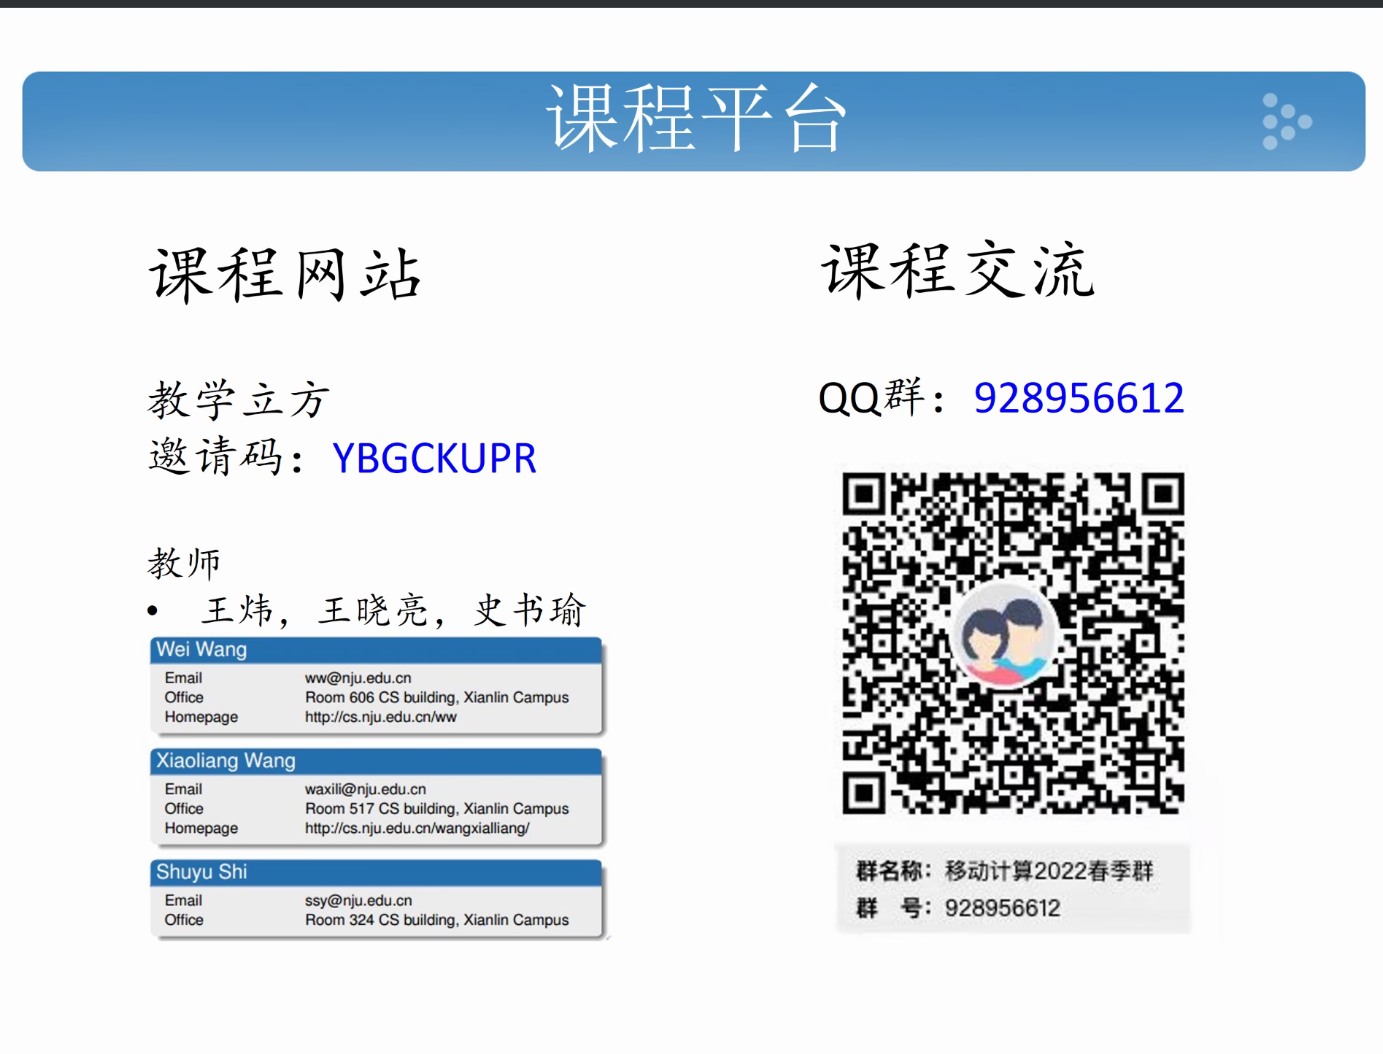 课程平台
课程网站
教学立方
邀请码：YBGCKUPR
教师
• 王炜，王晓亮，史书瑜
Wei Wang
Email ww@nju.edu.cn
Office Room 606 CS building, Xianlin Campus
Homepage http://cs.nju.edu.cn/ww
Xiaoliang Wang
Email waxili@nju.edu.cn
Office Room 517 CS building, Xianlin Campus
Homepage http://cs.nju.edu.cn/wangxialliang/
Shuyu Shi
Email ssy@nju.edu.cn
Office Room 324 CS building, Xianlin Campus
课程交流
QQ群：928956612
群名称：移动计算2022春季群
群 号：928956612